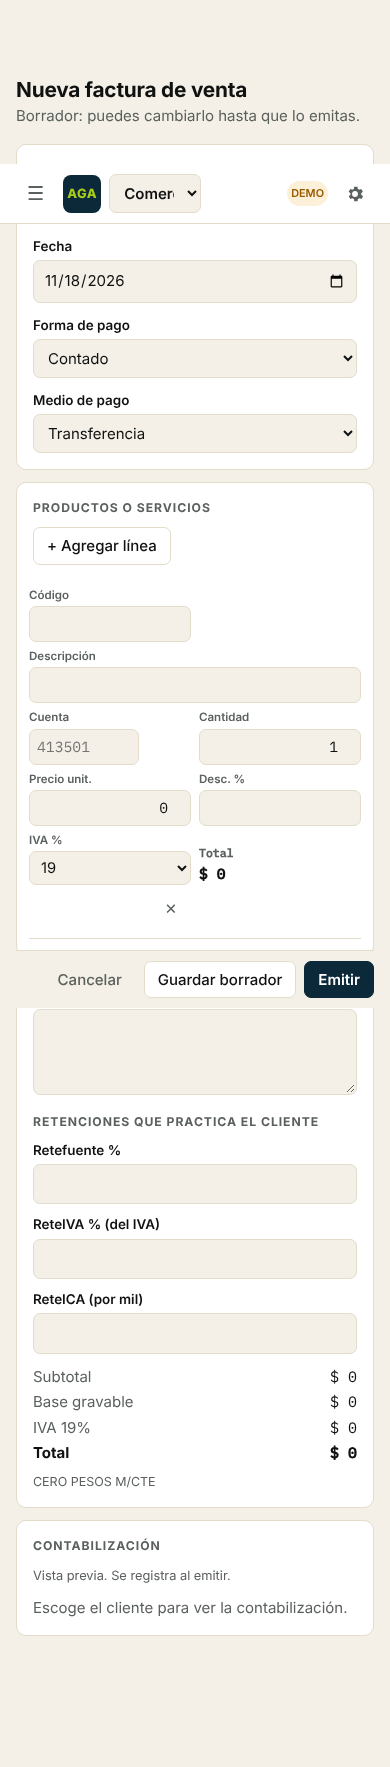 Nueva factura de venta
Borrador: puedes cambiarlo hasta que lo emitas.
☰ AGA Comer DEMO
Fecha
11/18/2026
Forma de pago
Contado
Medio de pago
Transferencia
PRODUCTOS O SERVICIOS
+ Agregar línea
Código
Descripción
Cuenta Cantidad
413501 1
Precio unit. Desc. %
0
IVA % Total
19 $ 0
×
Cancelar Guardar borrador Emitir
RETENCIONES QUE PRACTICA EL CLIENTE
Retefuente %
ReteIVA % (del IVA)
ReteICA (por mil)
Subtotal $ 0
Base gravable $ 0
IVA 19% $ 0
Total $ 0
CERO PESOS M/CTE
CONTABILIZACIÓN
Vista previa. Se registra al emitir.
Escoge el cliente para ver la contabilización.